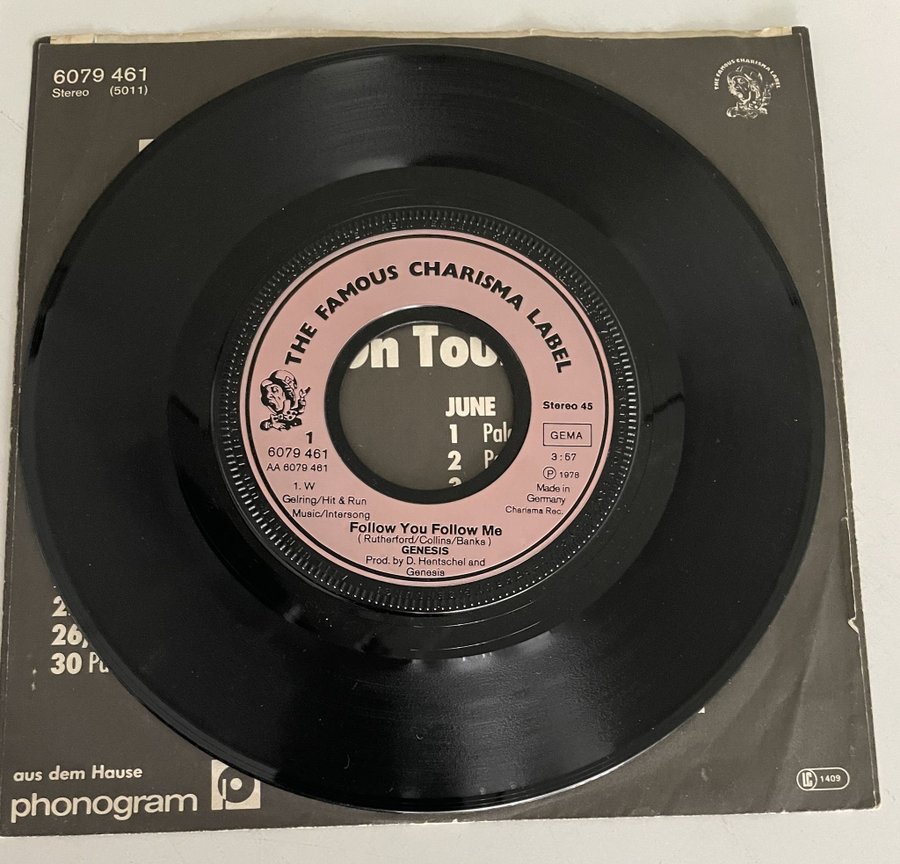 6079 461
Stereo (5011)
THE FAMOUS CHARISMA LABEL
THE FAMOUS CHARISMA LABEL
On Tou
JUNE
1
2
Stereo 45
GEMA
3:57
Ⓟ 1978
Made in
Germany
Charisma Rec.
1
6079 461
AA 6079 461
1. W
Gelring/Hit & Run
Music/Intersong
Follow You Follow Me
( Rutherford/Collins/Banks )
GENESIS
Prod. by D. Hentschel and
Genesis
26,
30
aus dem Hause
phonogram
p
LC 1409